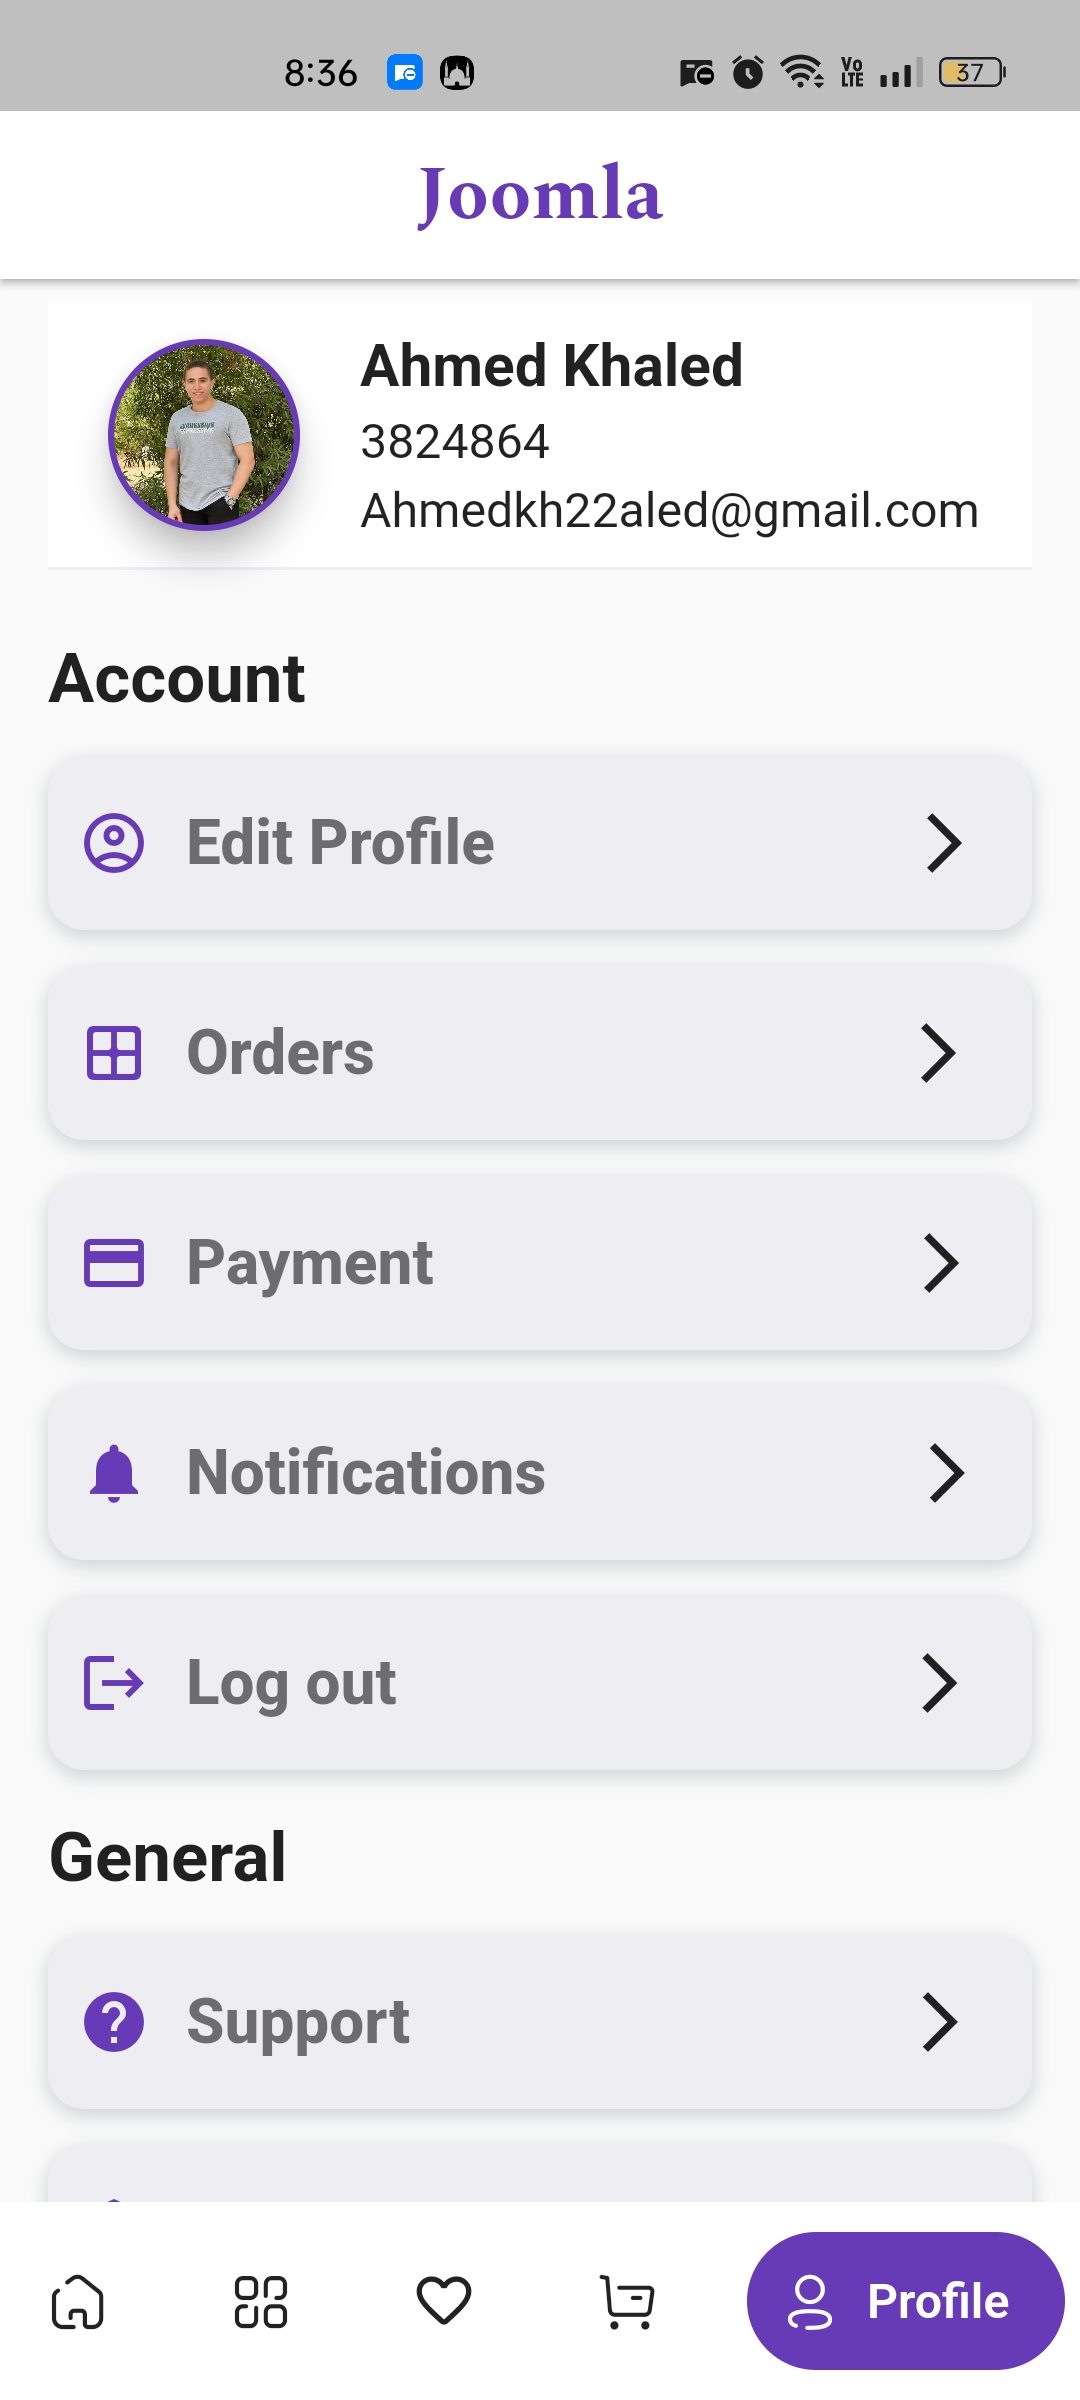 8:36
Vo
LTE
37
Joomla
Ahmed Khaled
3824864
Ahmedkh22aled@gmail.com
Account
Edit Profile
Orders
Payment
Notifications
Log out
General
Support
Profile